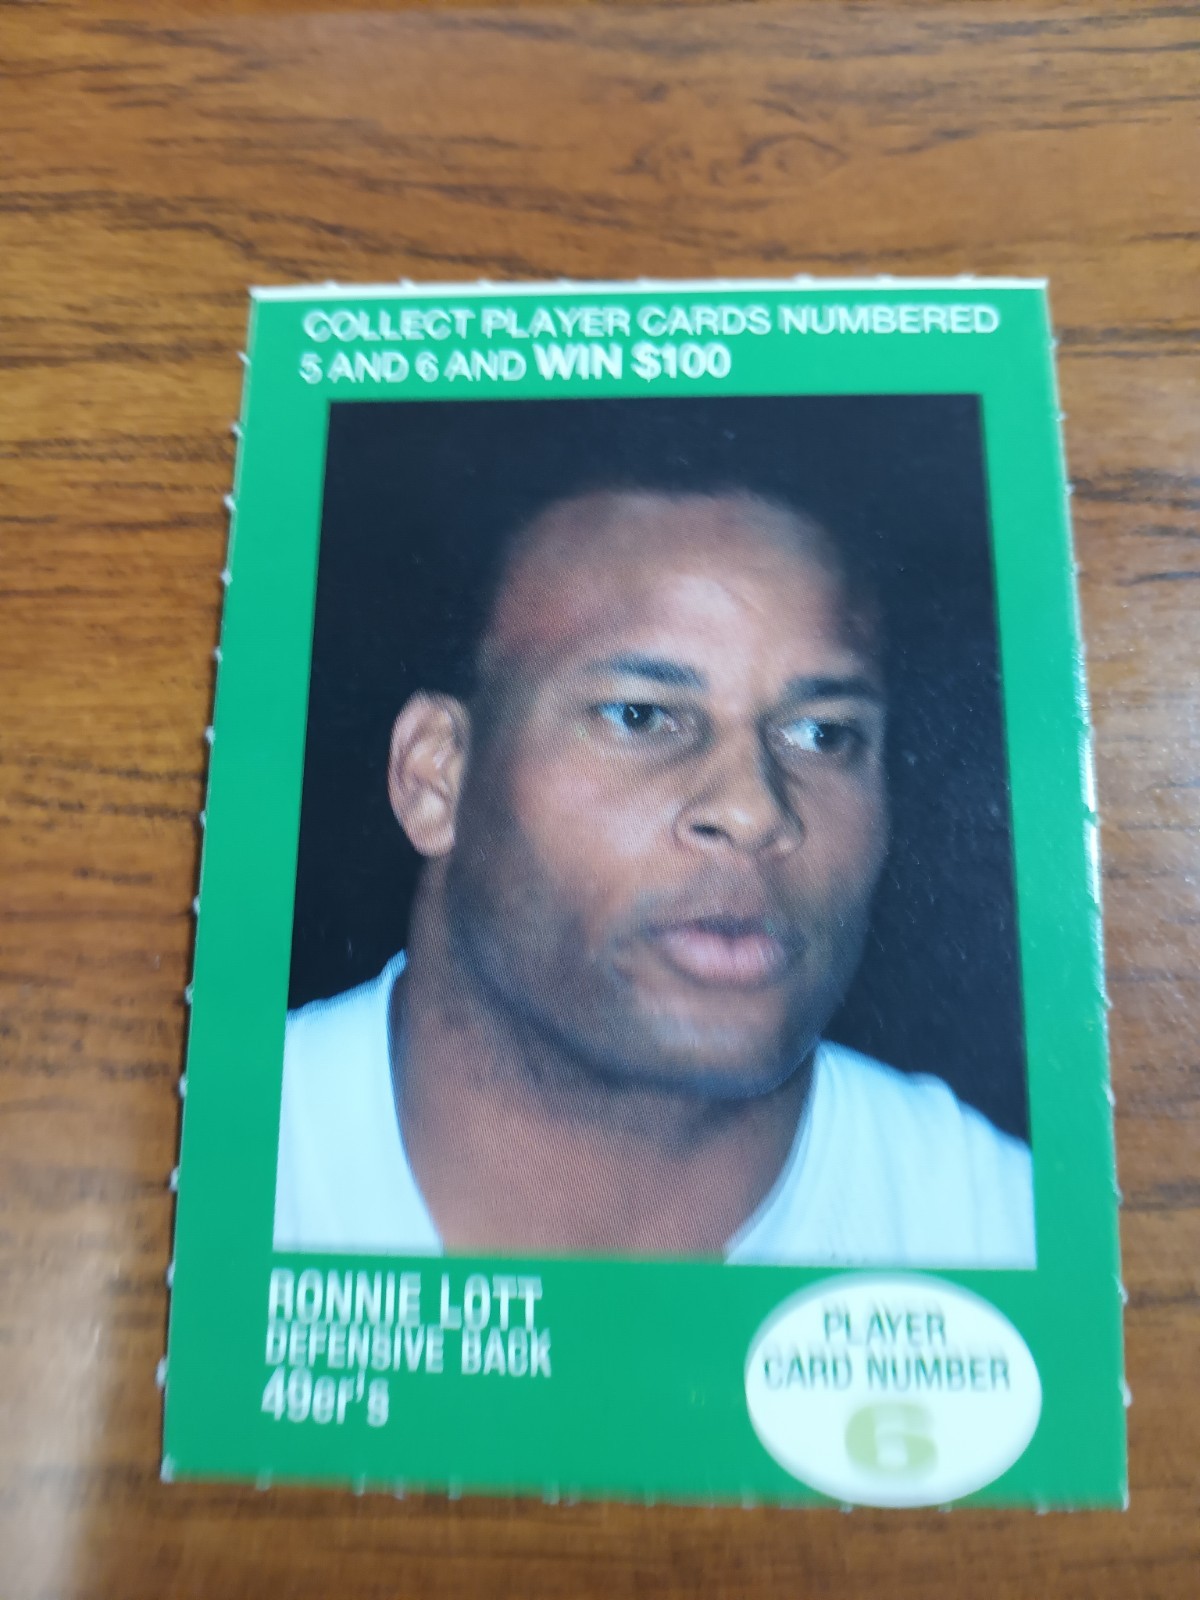 COLLECT PLAYER CARDS NUMBERED
5 AND 6 AND WIN $100
RONNIE LOTT
DEFENSIVE BACK
49er's
PLAYER
CARD NUMBER
6